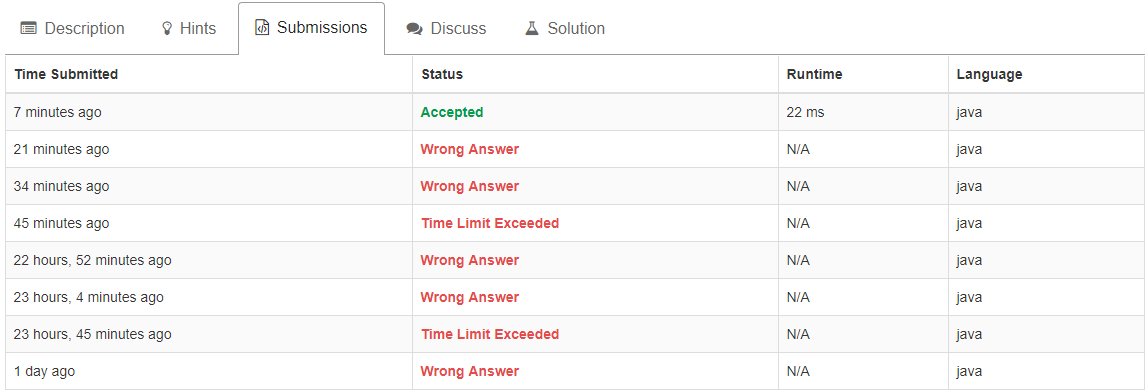 Description Hints Submissions Discuss Solution
Time Submitted Status Runtime Language
7 minutes ago Accepted 22 ms java
21 minutes ago Wrong Answer N/A java
34 minutes ago Wrong Answer N/A java
45 minutes ago Time Limit Exceeded N/A java
22 hours, 52 minutes ago Wrong Answer N/A java
23 hours, 4 minutes ago Wrong Answer N/A java
23 hours, 45 minutes ago Time Limit Exceeded N/A java
1 day ago Wrong Answer N/A java